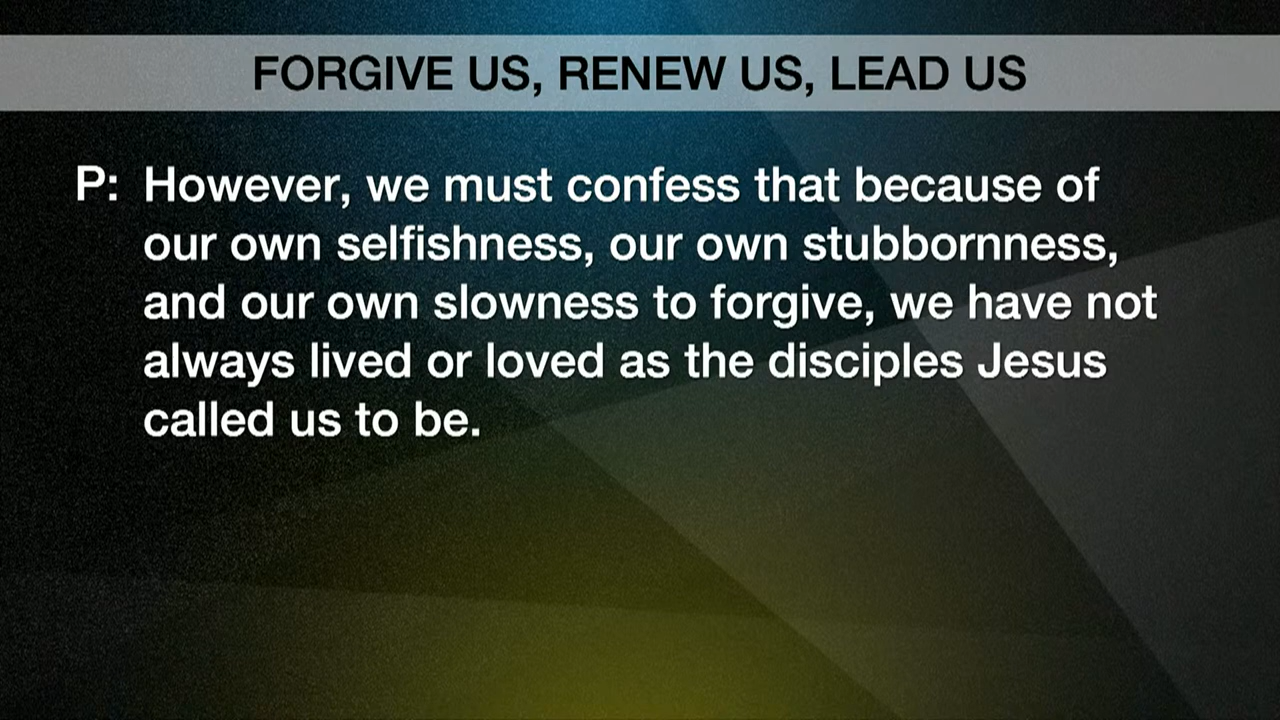 FORGIVE US, RENEW US, LEAD US
P: However, we must confess that because of
our own selfishness, our own stubbornness,
and our own slowness to forgive, we have not
always lived or loved as the disciples Jesus
called us to be.